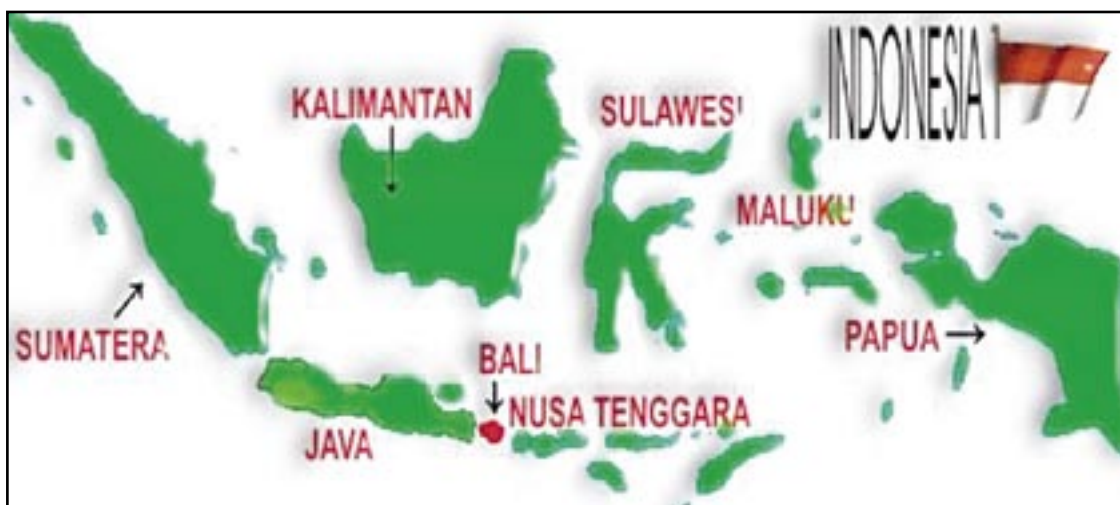 INDONESIA
KALIMANTAN
SULAWESI
MALUKU
SUMATERA
PAPUA
BALI
NUSA TENGGARA
JAVA